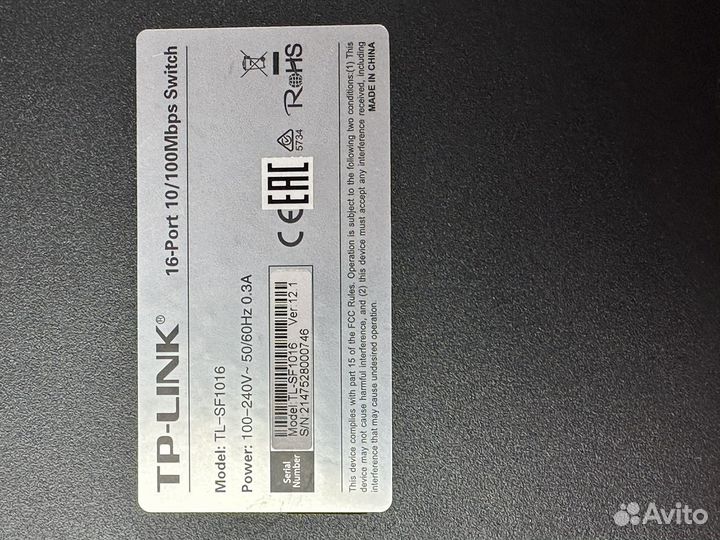 TP-LINK®
16-Port 10/100Mbps Switch
Model: TL-SF1016
Power: 100-240V~ 50/60Hz 0.3A
Serial
Number
Model:TL-SF1016 Ver:12.1
S/N:2147528000746
CE EAC
5734
RoHS
This device complies with part 15 of the FCC Rules. Operation is subject to the following two conditions:(1) This
device may not cause harmful interference, and (2) this device must accept any interference received, including
interference that may cause undesired operation.
MADE IN CHINA
Avito